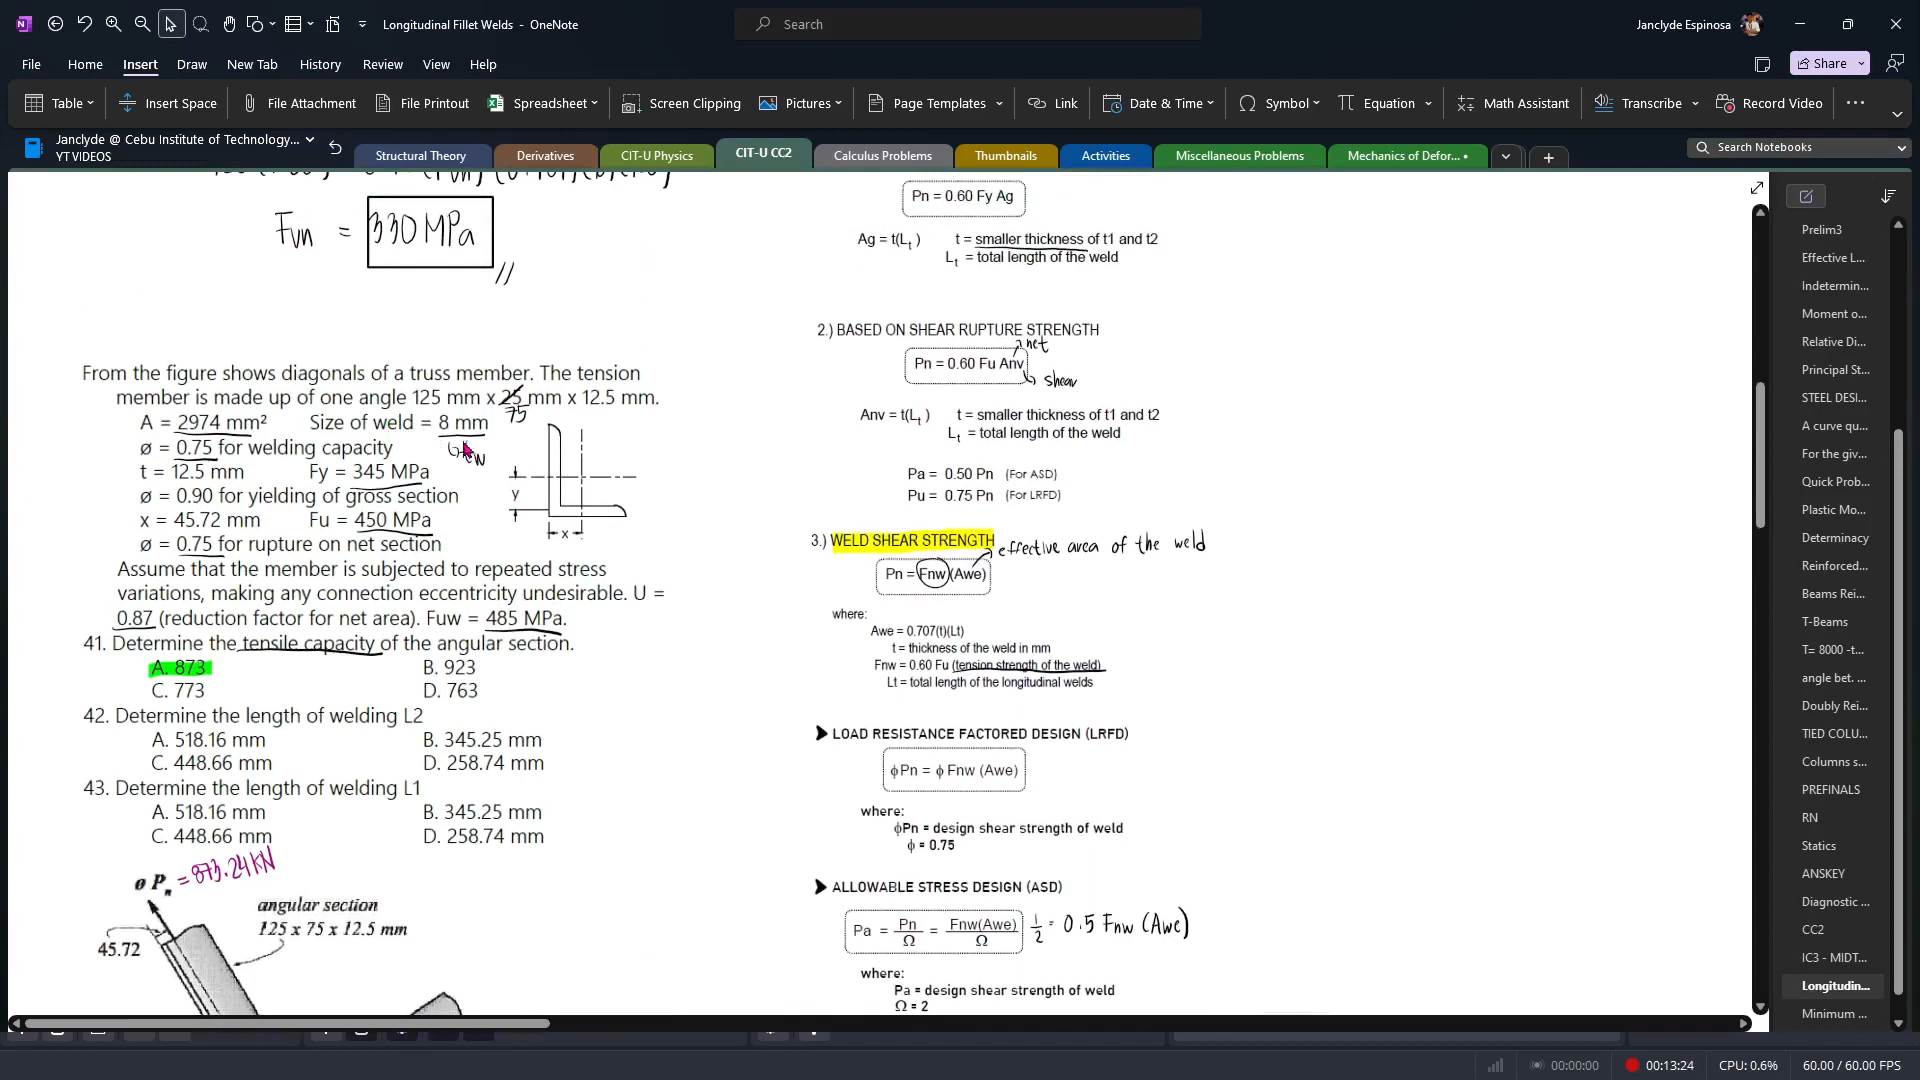 Longitudinal Fillet Welds - OneNote
Search
Janclyde Espinosa
File Home Insert Draw New Tab History Review View Help
Share
Table Insert Space File Attachment File Printout Spreadsheet Screen Clipping Pictures Page Templates Link Date & Time Symbol Equation Math Assistant Transcribe Record Video
Janclyde @ Cebu Institute of Technology...
YT VIDEOS
Structural Theory Derivatives CIT-U Physics CIT-U CC2 Calculus Problems Thumbnails Activities Miscellaneous Problems Mechanics of Defor...
Search Notebooks
Fvn = 330 MPa
From the figure shows diagonals of a truss member. The tension
member is made up of one angle 125 mm x 25 mm x 12.5 mm.
75
A = 2974 mm² Size of weld = 8 mm
ø = 0.75 for welding capacity
t = 12.5 mm Fy = 345 MPa
ø = 0.90 for yielding of gross section
x = 45.72 mm Fu = 450 MPa
ø = 0.75 for rupture on net section
y
x
Assume that the member is subjected to repeated stress
variations, making any connection eccentricity undesirable. U =
0.87 (reduction factor for net area). Fuw = 485 MPa.
41. Determine the tensile capacity of the angular section.
A. 873 B. 923
C. 773 D. 763
42. Determine the length of welding L2
A. 518.16 mm B. 345.25 mm
C. 448.66 mm D. 258.74 mm
43. Determine the length of welding L1
A. 518.16 mm B. 345.25 mm
C. 448.66 mm D. 258.74 mm
ø Pn = 873.24 kN
angular section
125 x 75 x 12.5 mm
45.72
Pn = 0.60 Fy Ag
Ag = t(Lt ) t = smaller thickness of t1 and t2
Lt = total length of the weld
2.) BASED ON SHEAR RUPTURE STRENGTH
net
Pn = 0.60 Fu Anv
shear
Anv = t(Lt ) t = smaller thickness of t1 and t2
Lt = total length of the weld
Pa = 0.50 Pn (For ASD)
Pu = 0.75 Pn (For LRFD)
3.) WELD SHEAR STRENGTH
effective area of the weld
Pn = Fnw (Awe)
where:
Awe = 0.707(t)(Lt)
t = thickness of the weld in mm
Fnw = 0.60 Fu (tension strength of the weld)
Lt = total length of the longitudinal welds
LOAD RESISTANCE FACTORED DESIGN (LRFD)
ϕPn = ϕ Fnw (Awe)
where:
ϕPn = design shear strength of weld
ϕ = 0.75
ALLOWABLE STRESS DESIGN (ASD)
Pa = Pn/Ω = Fnw(Awe)/Ω 1/2 = 0.5 Fnw (Awe)
where:
Pa = design shear strength of weld
Ω = 2
Prelim3
Effective L...
Indetermin...
Moment o...
Relative Di...
Principal St...
STEEL DESI...
A curve qu...
For the giv...
Quick Prob...
Plastic Mo...
Determinacy
Reinforced...
Beams Rei...
T-Beams
T= 8000 -t...
angle bet. ...
Doubly Rei...
TIED COLU...
Columns s...
PREFINALS
RN
Statics
ANSKEY
Diagnostic ...
CC2
IC3 - MIDT...
Longitudin...
Minimum ...
00:00:00
00:13:24
CPU: 0.6%
60.00 / 60.00 FPS